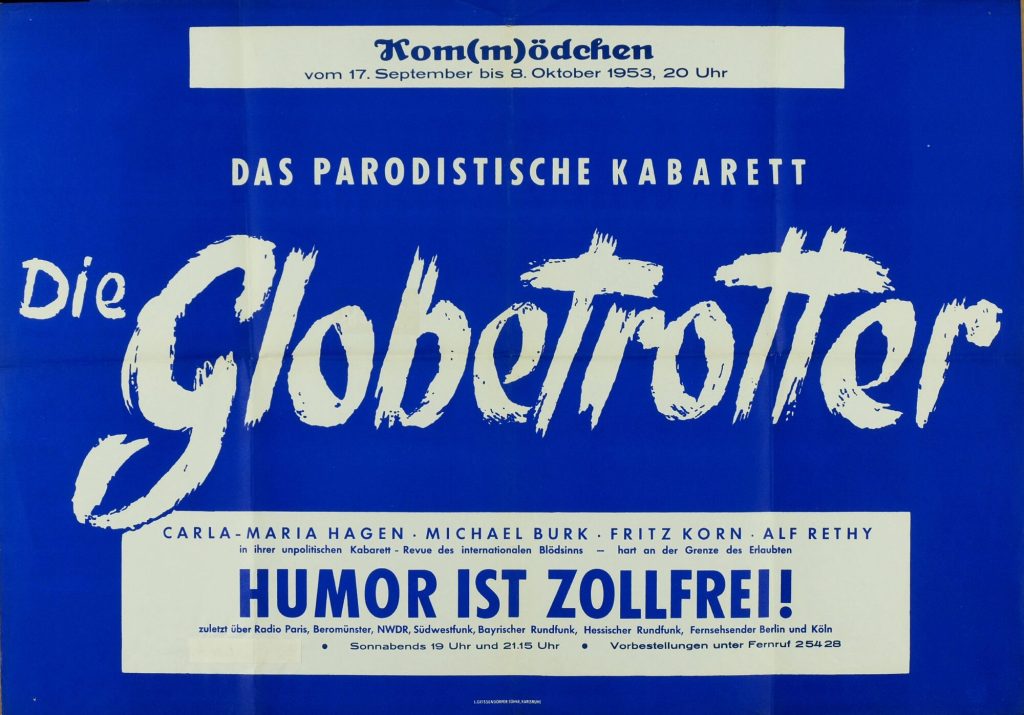 Kom(m)ödchen
vom 17. September bis 8. Oktober 1953, 20 Uhr
DAS PARODISTISCHE KABARETT
Die Globetrotter
CARLA-MARIA HAGEN · MICHAEL BURK · FRITZ KORN · ALF RETHY
in ihrer unpolitischen Kabarett - Revue des internationalen Blödsinns — hart an der Grenze des Erlaubten
HUMOR IST ZOLLFREI!
zuletzt über Radio Paris, Beromünster, NWDR, Südwestfunk, Bayrischer Rundfunk, Hessischer Rundfunk, Fernsehsender Berlin und Köln
• Sonnabends 19 Uhr und 21.15 Uhr • Vorbestellungen unter Fernruf 25428